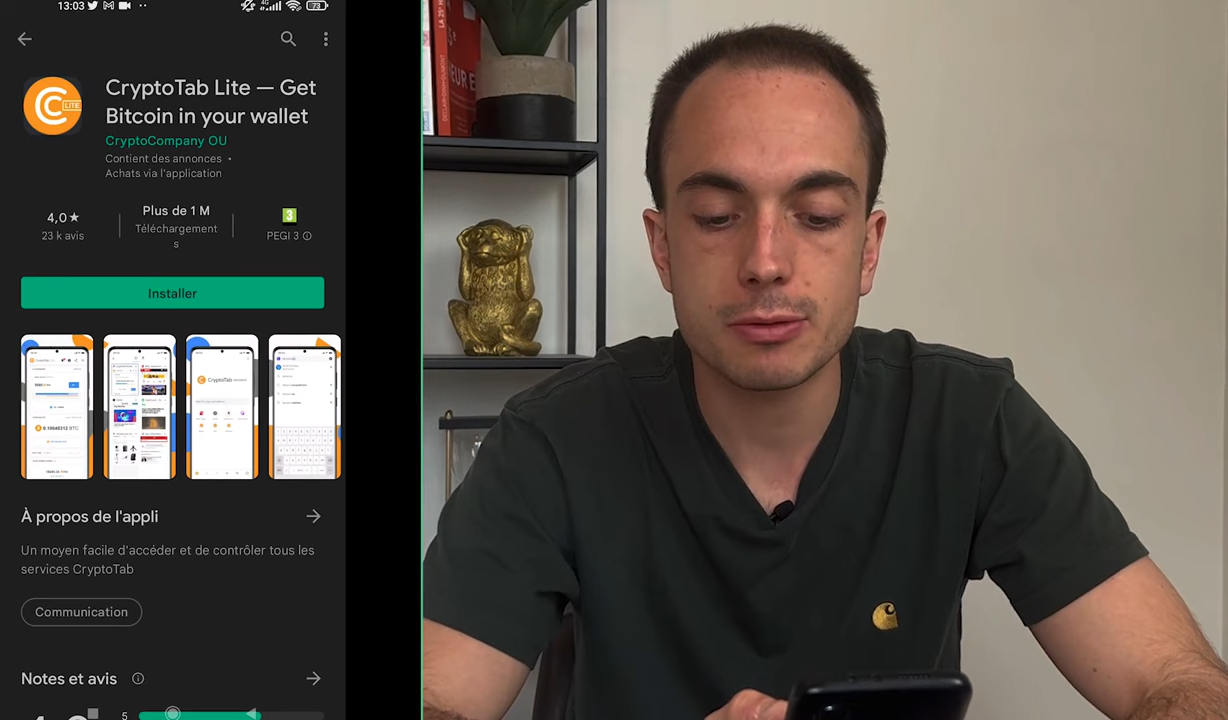 13:03
73
CryptoTab Lite — Get
Bitcoin in your wallet
CryptoCompany OU
Contient des annonces •
Achats via l'application
4,0★
23 k avis
Plus de 1 M
Téléchargement
s
3
PEGI 3
Installer
À propos de l'appli
Un moyen facile d'accéder et de contrôler tous les
services CryptoTab
Communication
Notes et avis
5